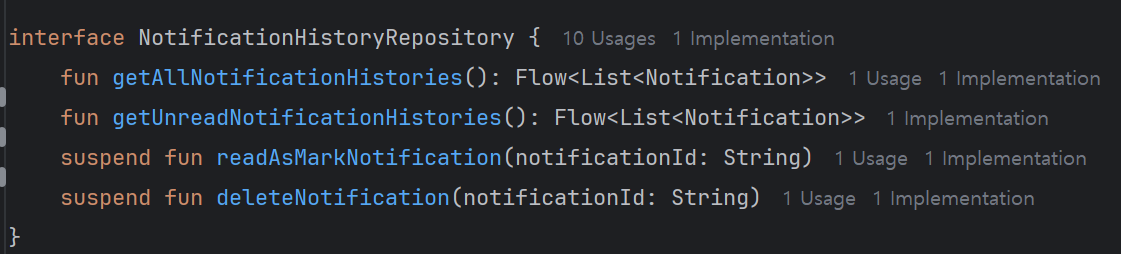 interface NotificationHistoryRepository { 10 Usages 1 Implementation
fun getAllNotificationHistories(): Flow<List<Notification>> 1 Usage 1 Implementation
fun getUnreadNotificationHistories(): Flow<List<Notification>> 1 Usage 1 Implementation
suspend fun readAsMarkNotification(notificationId: String) 1 Usage 1 Implementation
suspend fun deleteNotification(notificationId: String) 1 Usage 1 Implementation
}